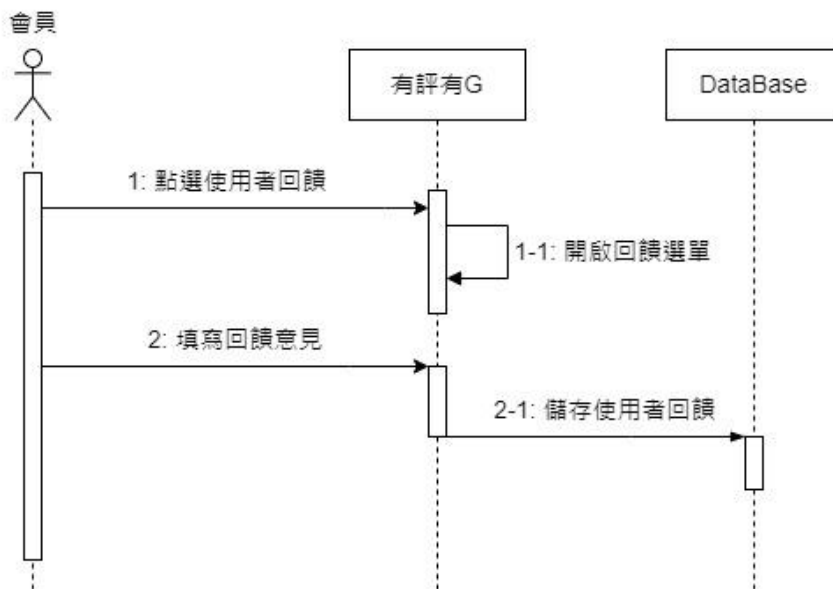 會員
有評有G
DataBase
1: 點選使用者回饋
1-1: 開啟回饋選單
2: 填寫回饋意見
2-1: 儲存使用者回饋